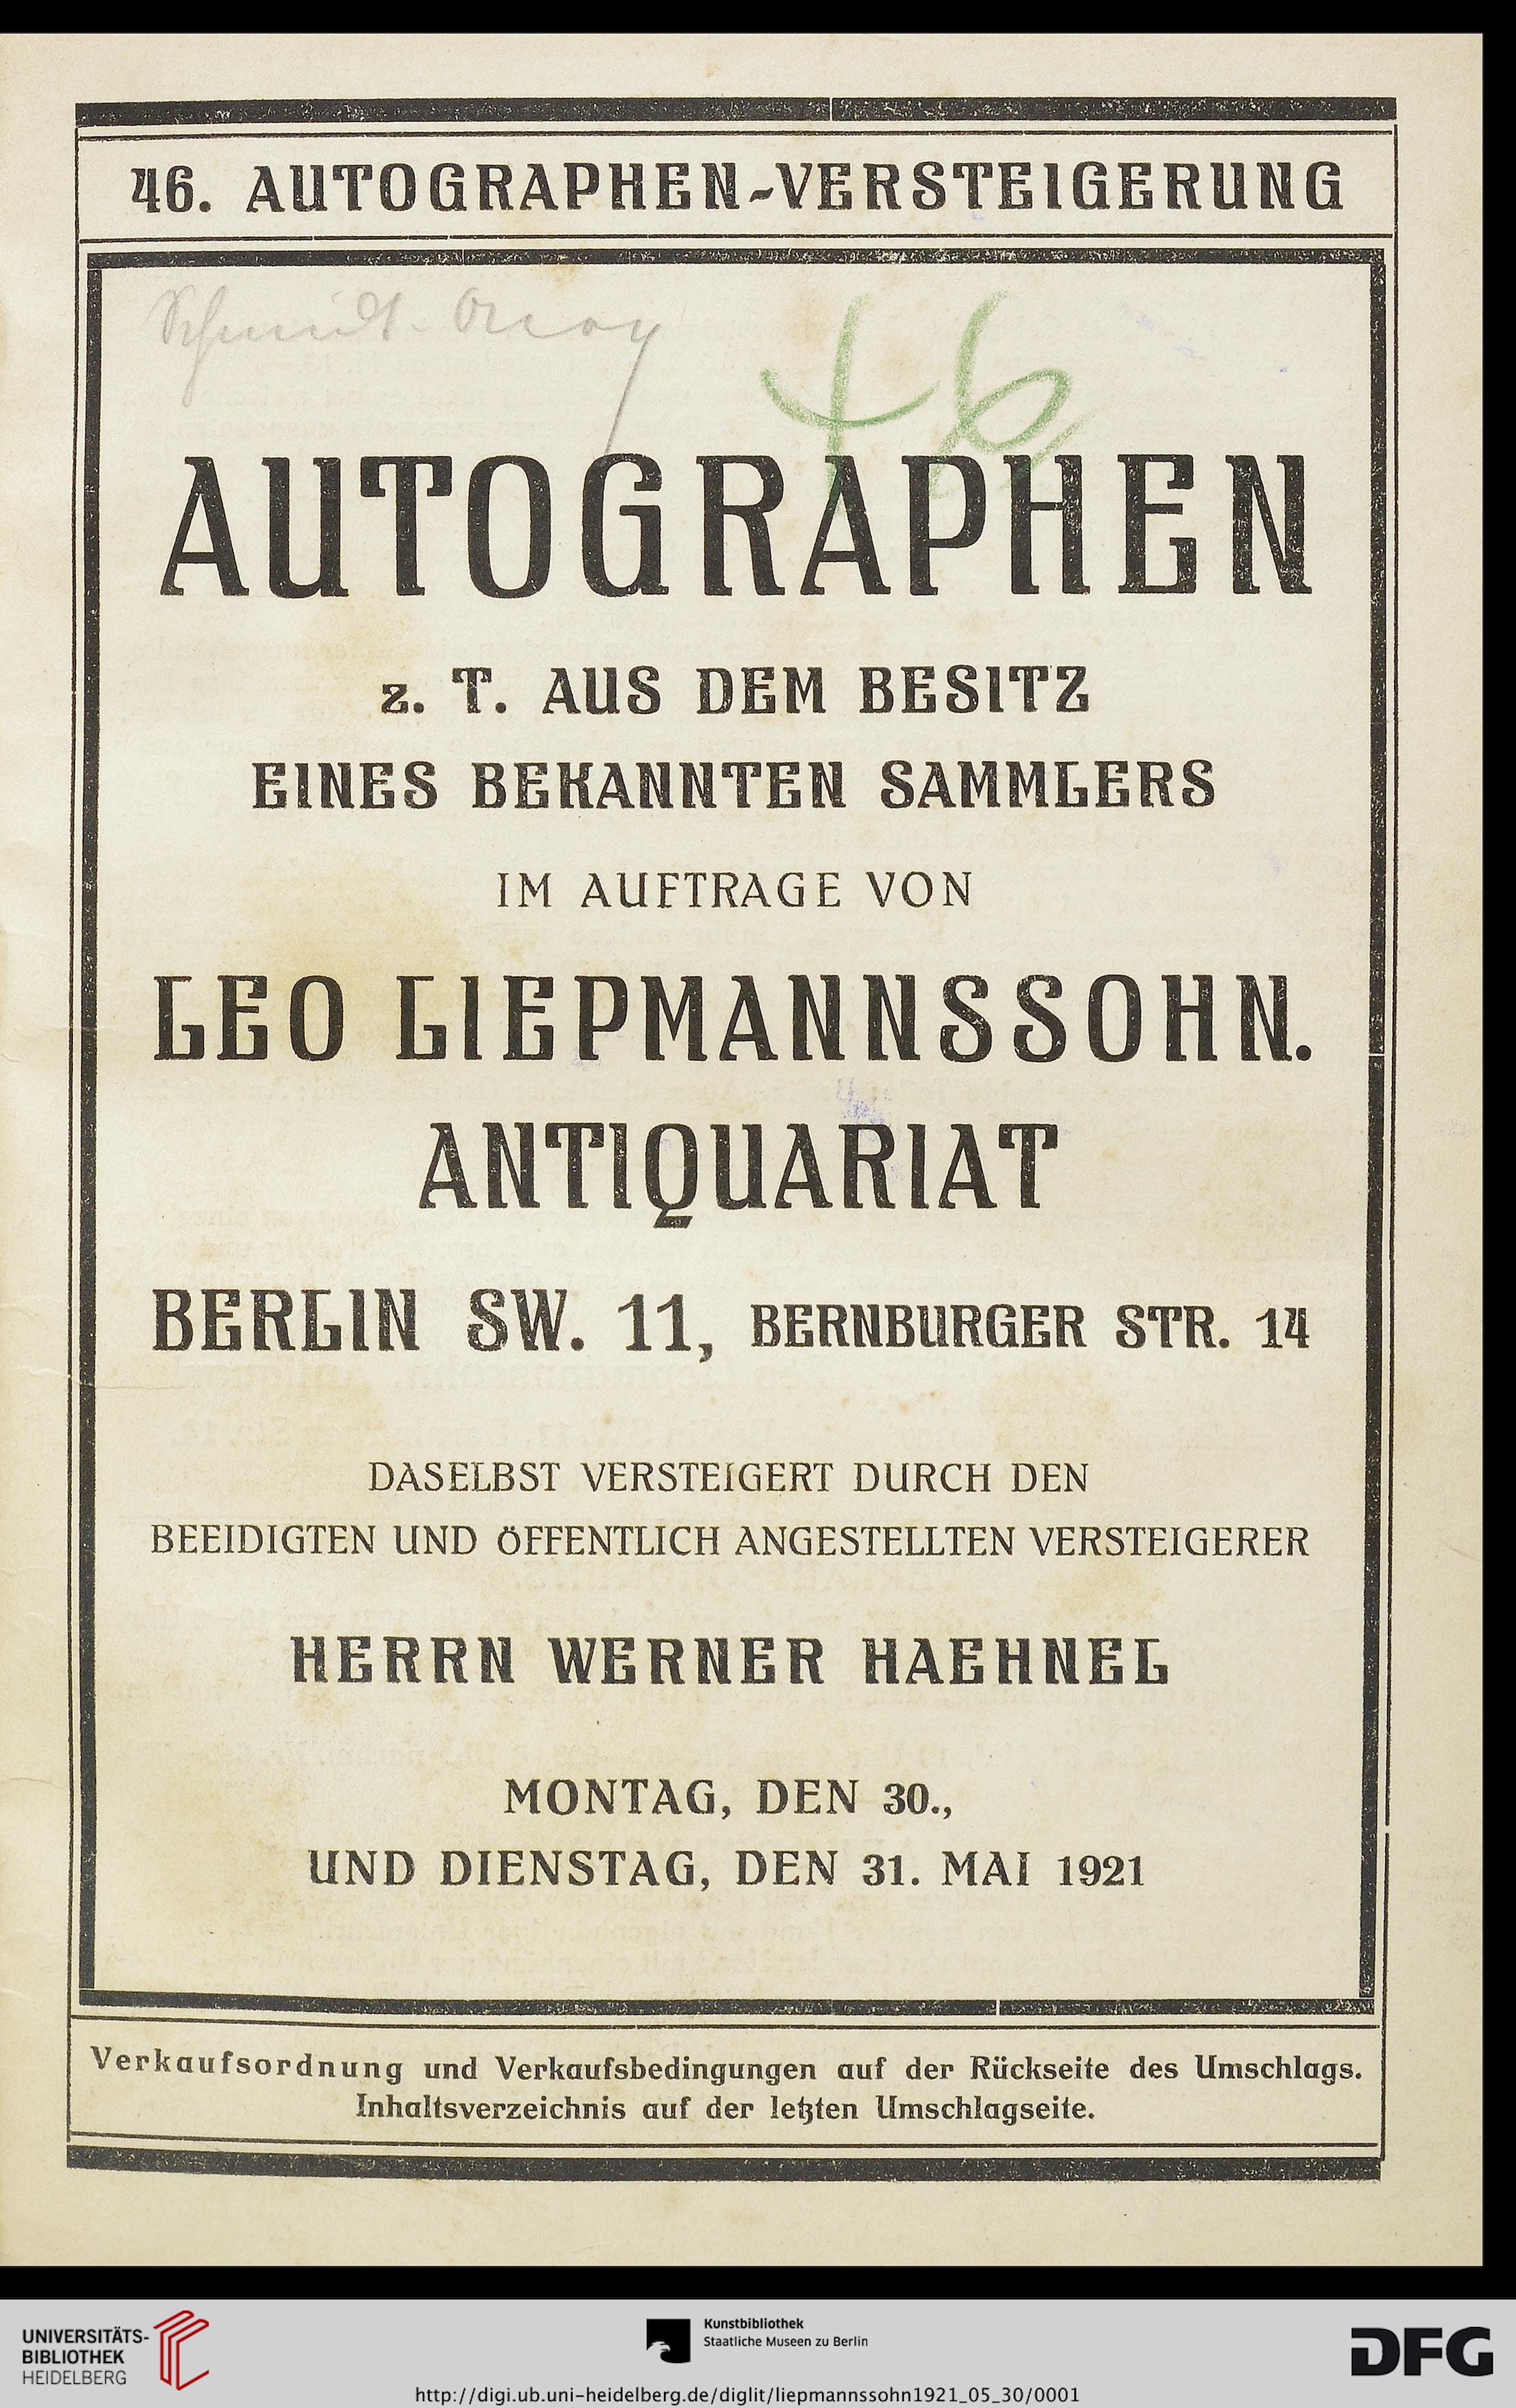 46. AUTOGRAPHEN-VERSTEIGERUNG
46
AUTOGRAPHEN
z. T. AUS DEM BESITZ
EINES BEKANNTEN SAMMLERS
IM AUFTRAGE VON
LEO LIEPMANNSSOHN.
ANTIQUARIAT
BERLIN SW. 11, BERNBURGER STR. 14
DASELBST VERSTEIGERT DURCH DEN
BEEIDIGTEN UND ÖFFENTLICH ANGESTELLTEN VERSTEIGERER
HERRN WERNER HAEHNEL
MONTAG, DEN 30.,
UND DIENSTAG, DEN 31. MAI 1921
Verkaufsordnung und Verkaufsbedingungen auf der Rückseite des Umschlags.
Inhaltsverzeichnis auf der letzten Umschlagseite.
UNIVERSITÄTS-
BIBLIOTHEK
HEIDELBERG
Kunstbibliothek
Staatliche Museen zu Berlin
DFG
http://digi.ub.uni-heidelberg.de/diglit/liepmannssohn1921_05_30/0001